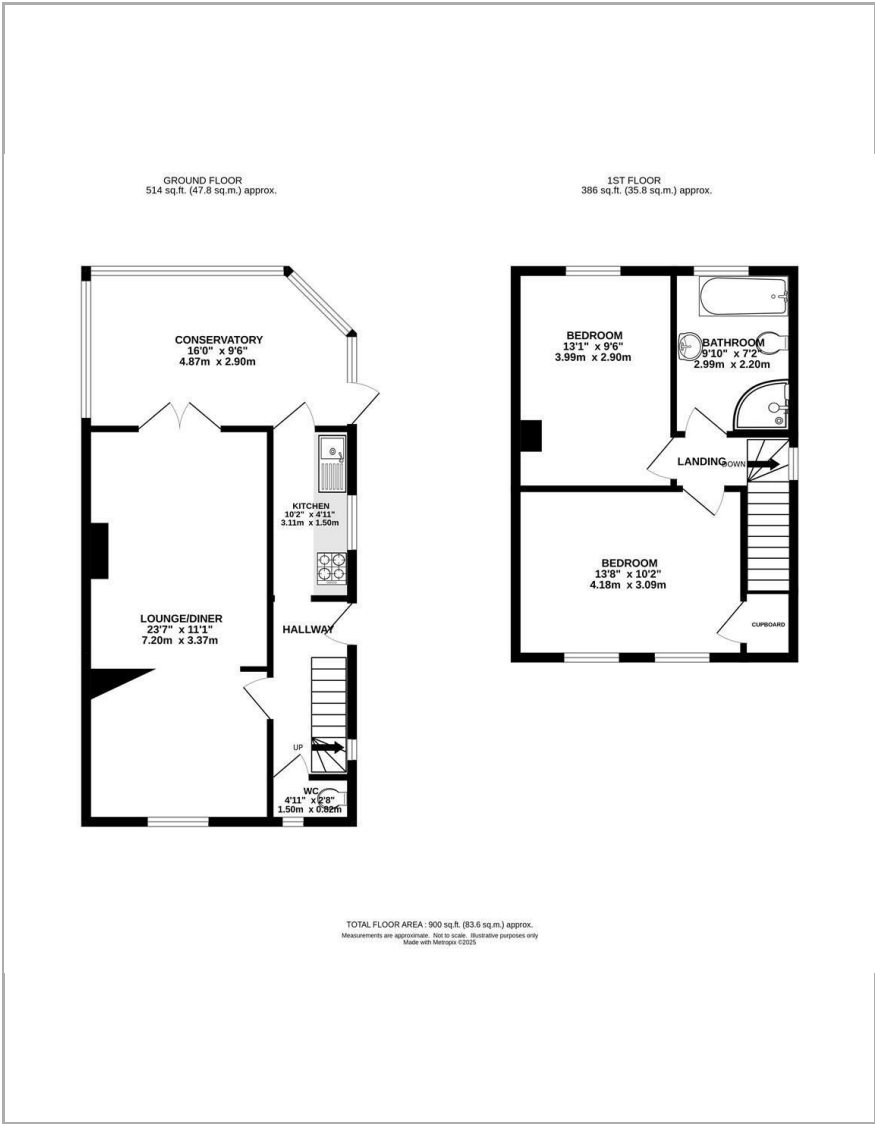 GROUND FLOOR
514 sq.ft. (47.8 sq.m.) approx.
1ST FLOOR
386 sq.ft. (35.8 sq.m.) approx.
CONSERVATORY
16'0" x 9'6"
4.87m x 2.90m
KITCHEN
10'2" x 4'11"
3.11m x 1.50m
LOUNGE/DINER
23'7" x 11'1"
7.20m x 3.37m
HALLWAY
UP
WC
4'11" x 2'8"
1.50m x 0.82m
BEDROOM
13'1" x 9'6"
3.99m x 2.90m
BATHROOM
9'10" x 7'2"
2.99m x 2.20m
LANDING
DOWN
BEDROOM
13'8" x 10'2"
4.18m x 3.09m
CUPBOARD
TOTAL FLOOR AREA : 900 sq.ft. (83.6 sq.m.) approx.
Measurements are approximate. Not to scale. Illustrative purposes only
Made with Metropix ©2025